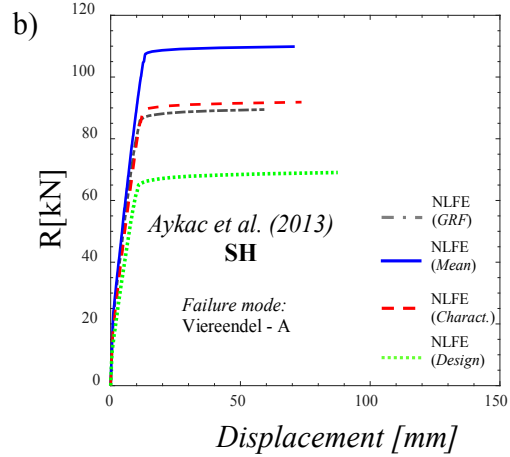 b)
120
100
80
60
40
20
0
R[kN]
Aykac et al. (2013)
SH
Failure mode:
Viereendel - A
NLFE
(GRF)
NLFE
(Mean)
NLFE
(Charact.)
NLFE
(Design)
0 50 100 150
Displacement [mm]